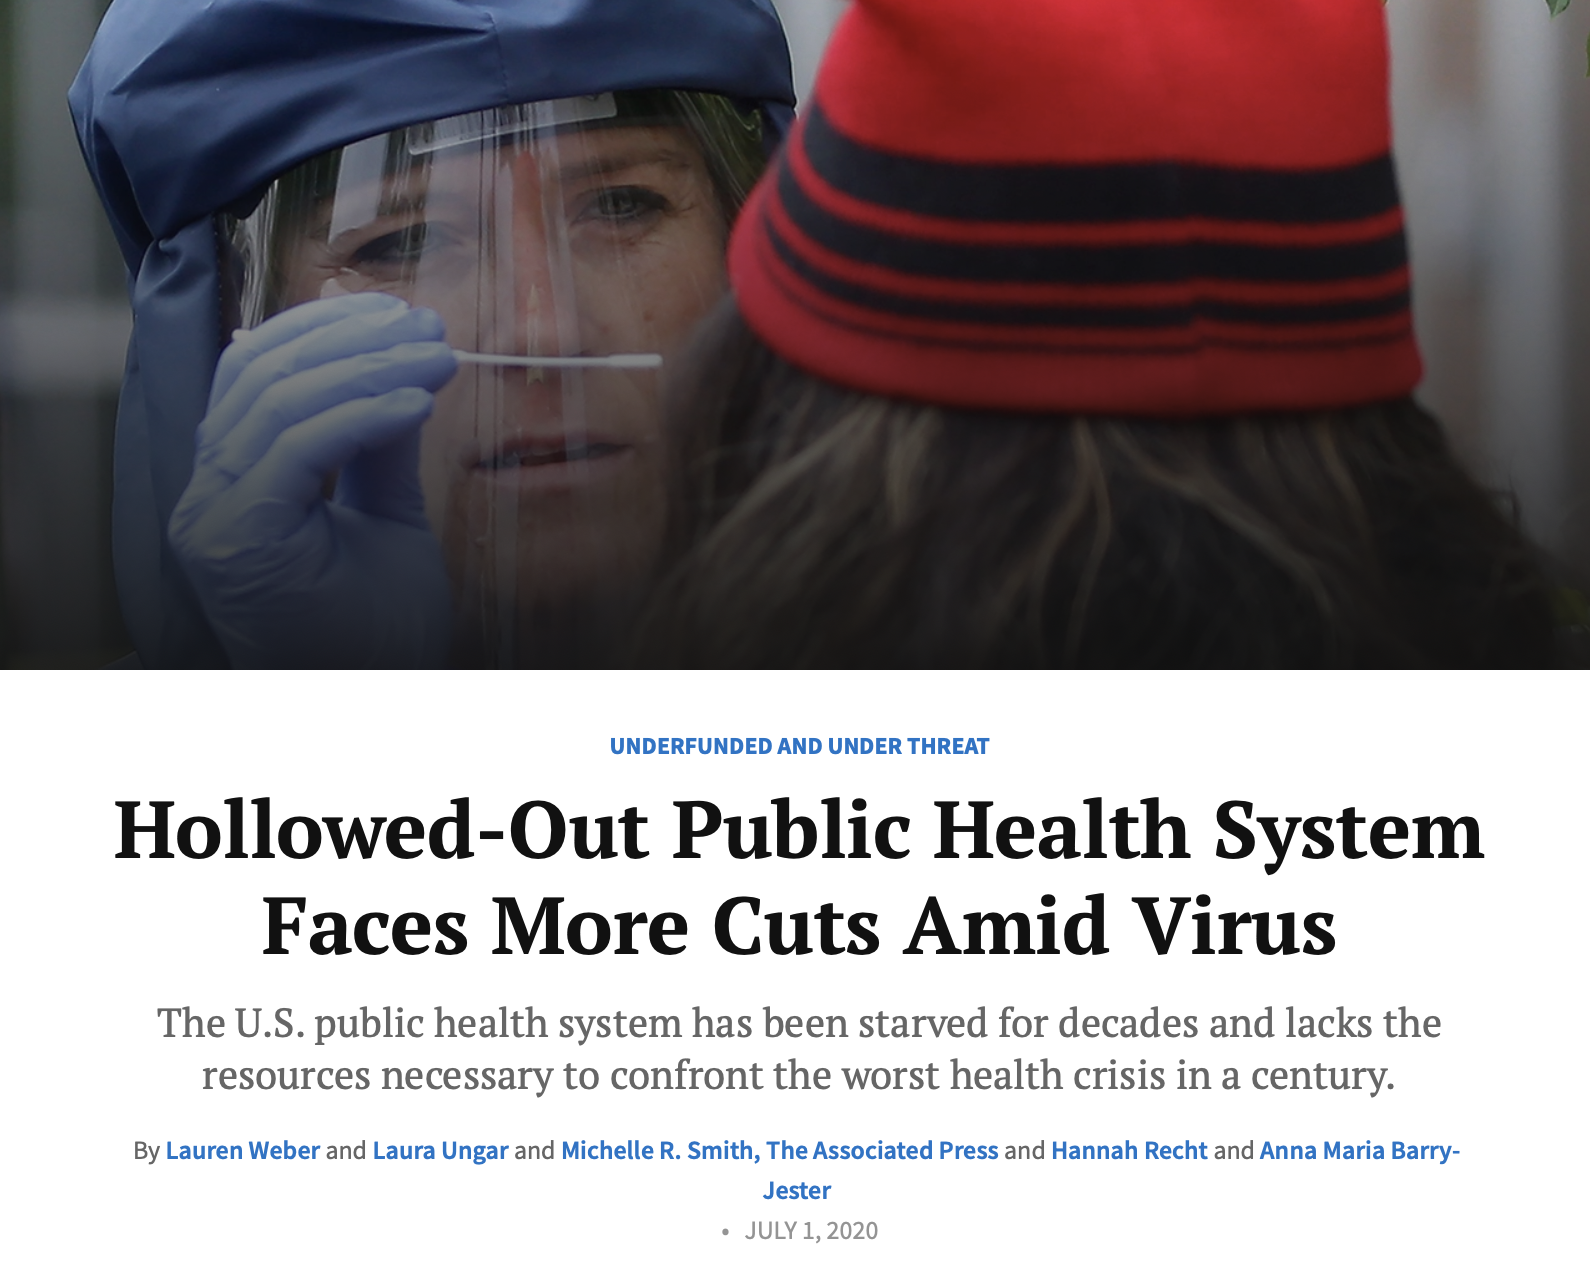 UNDERFUNDED AND UNDER THREAT
Hollowed-Out Public Health System
Faces More Cuts Amid Virus
The U.S. public health system has been starved for decades and lacks the
resources necessary to confront the worst health crisis in a century.
By Lauren Weber and Laura Ungar and Michelle R. Smith, The Associated Press and Hannah Recht and Anna Maria Barry-
Jester
• JULY 1, 2020